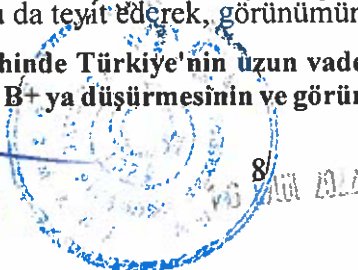 da teyit ederek, görünümün
hinde Türkiye'nin uzun vade
B+ ya düşürmesinin ve görün
8